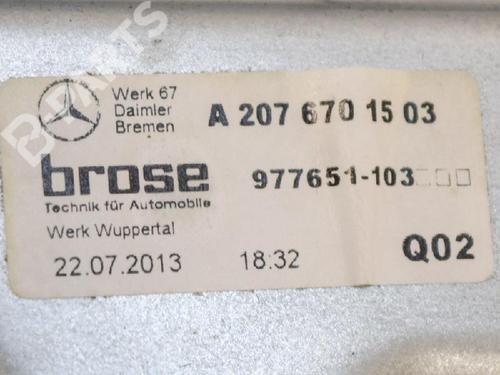 B-PARTS
Werk 67
Daimler
Bremen
A 207 670 15 03
brose
977651-103
Technik für Automobile
Werk Wuppertal
22.07.2013
18:32
Q02